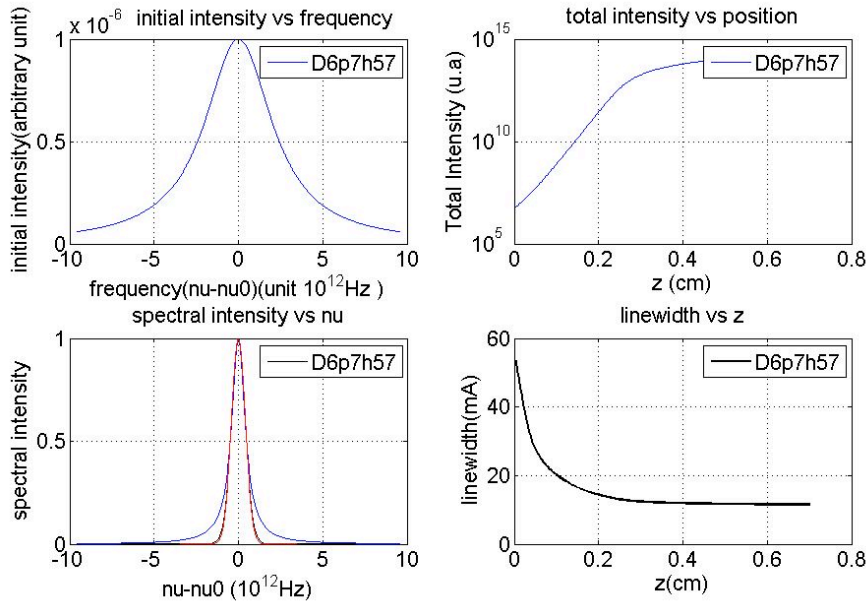 x 10^-6 initial intensity vs frequency
initial intensity(arbitrary unit)
1
0.5
0
D6p7h57
-10 -5 0 5 10
frequency(nu-nu0)(unit 10^12Hz )
total intensity vs position
Total Intensity (u.a)
10^15
10^10
10^5
D6p7h57
0 0.2 0.4 0.6 0.8
z (cm)
spectral intensity vs nu
spectral intensity
1
0.5
0
D6p7h57
-10 -5 0 5 10
nu-nu0 (10^12Hz)
linewidth vs z
linewidth(mA)
60
40
20
0
D6p7h57
0 0.2 0.4 0.6 0.8
z(cm)